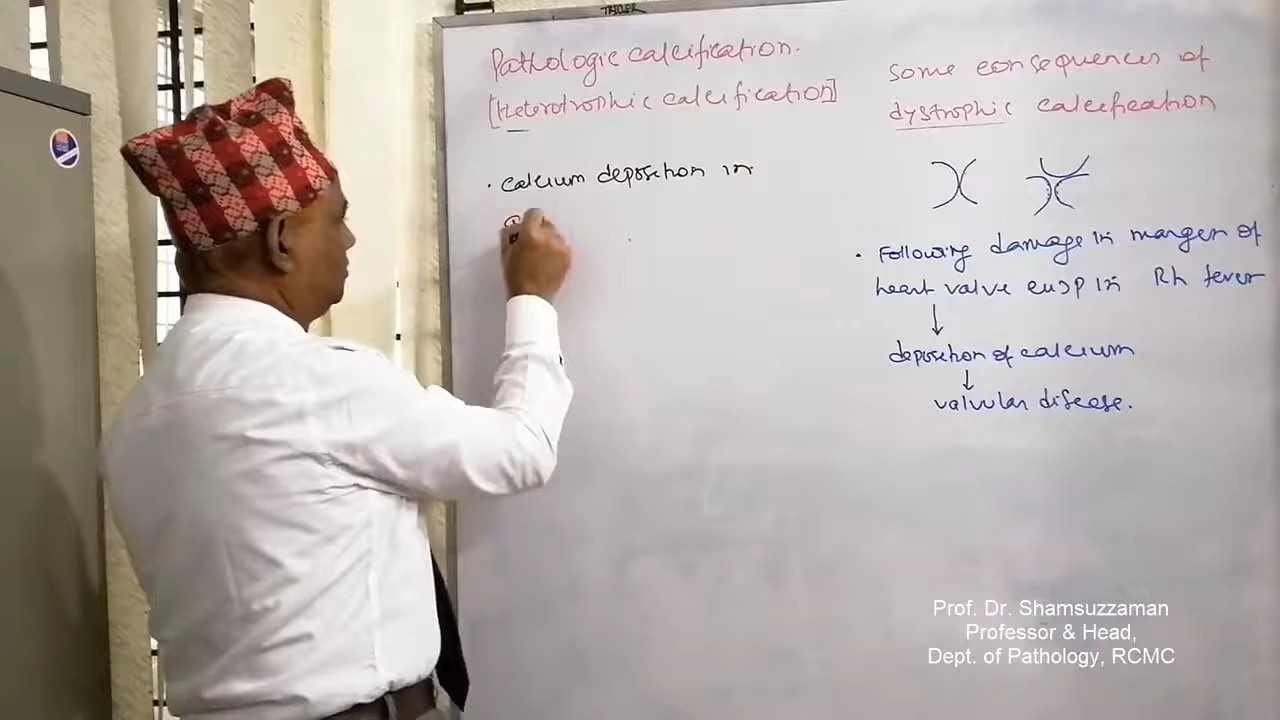 Pathologic calcification.
[Heterotrophic calcification]
. calcium deposition in
some consequences of
dystrophic calcification
. Following damage in margen of
heart valve cusp in Rh fever
↓
deposition of calcium
↓
valvular disease.
Prof. Dr. Shamsuzzaman
Professor & Head,
Dept. of Pathology, RCMC